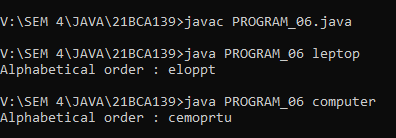 V:\SEM 4\JAVA\21BCA139>javac PROGRAM_06.java
V:\SEM 4\JAVA\21BCA139>java PROGRAM_06 leptop
Alphabetical order : eloppt
V:\SEM 4\JAVA\21BCA139>java PROGRAM_06 computer
Alphabetical order : cemoprtu